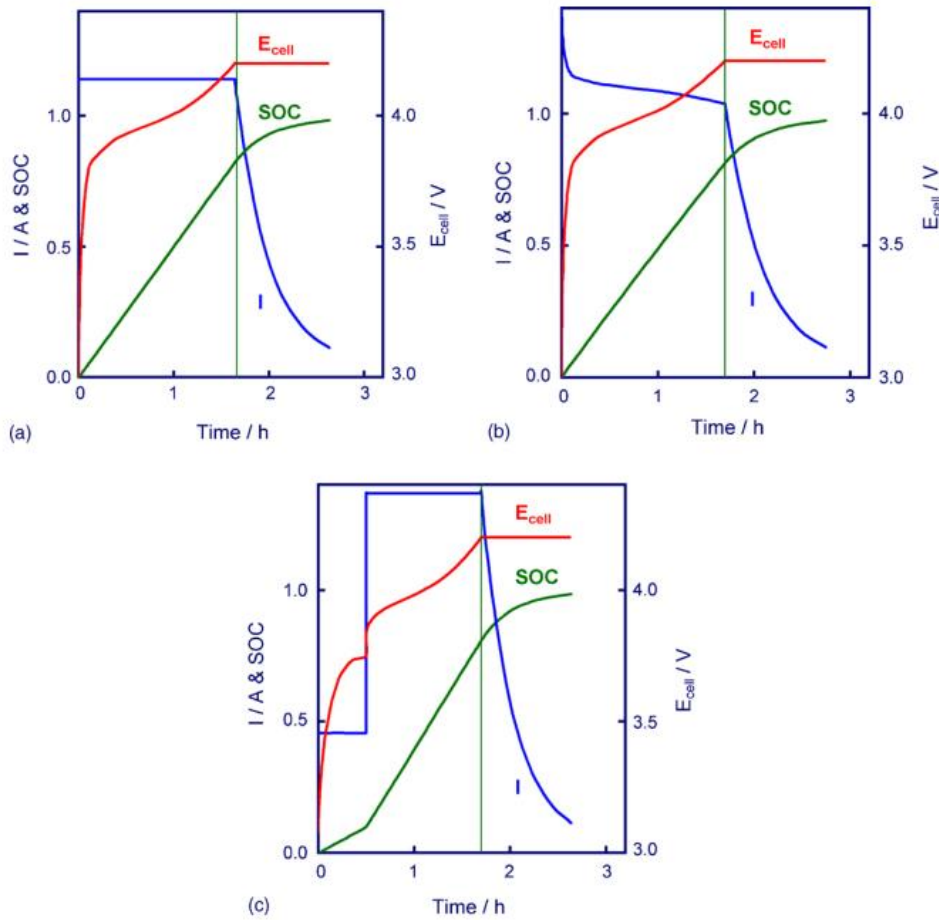 E_cell
SOC
1.0
0.5
0.0
I / A & SOC
I
4.0
3.5
3.0
E_cell / V
0
1
2
3
Time / h
(a)
E_cell
SOC
1.0
0.5
0.0
I / A & SOC
I
4.0
3.5
3.0
E_cell / V
0
1
2
3
Time / h
(b)
E_cell
SOC
1.0
0.5
0.0
I / A & SOC
I
4.0
3.5
3.0
E_cell / V
0
1
2
3
Time / h
(c)